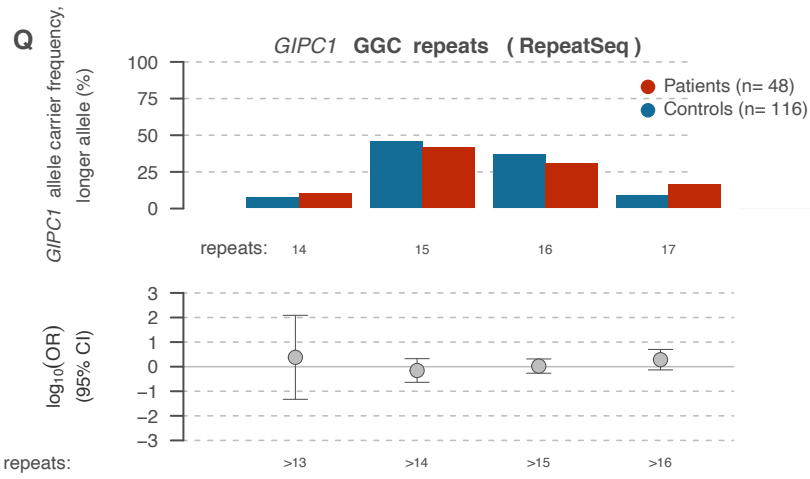 Q
GIPC1 GGC repeats ( RepeatSeq )
GIPC1 allele carrier frequency,
longer allele (%)
100
75
50
25
0
Patients (n= 48)
Controls (n= 116)
repeats: 14 15 16 17
log₁₀(OR)
(95% CI)
3
2
1
0
−1
−2
−3
repeats: >13 >14 >15 >16